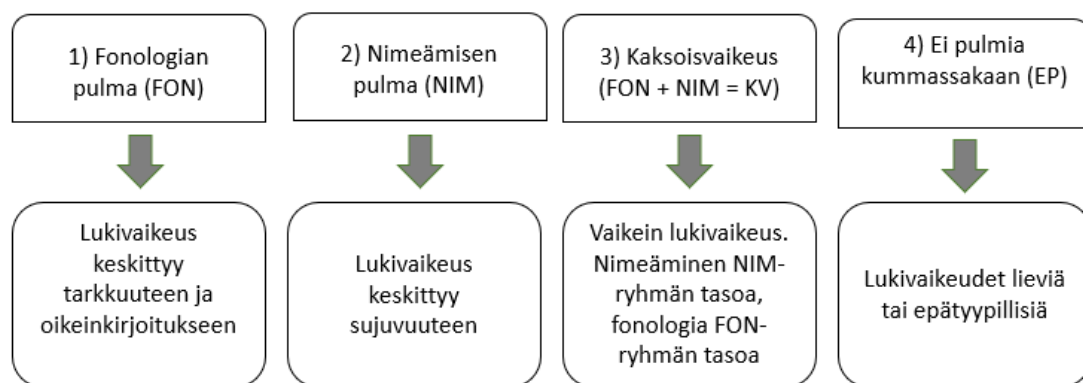 1) Fonologian
pulma (FON)
2) Nimeämisen
pulma (NIM)
3) Kaksoisvaikeus
(FON + NIM = KV)
4) Ei pulmia
kummassakaan (EP)
Lukivaikeus
keskittyy
tarkkuuteen ja
oikeinkirjoitukseen
Lukivaikeus
keskittyy
sujuvuuteen
Vaikein lukivaikeus.
Nimeäminen NIM-
ryhmän tasoa,
fonologia FON-
ryhmän tasoa
Lukivaikeudet lieviä
tai epätyypillisiä